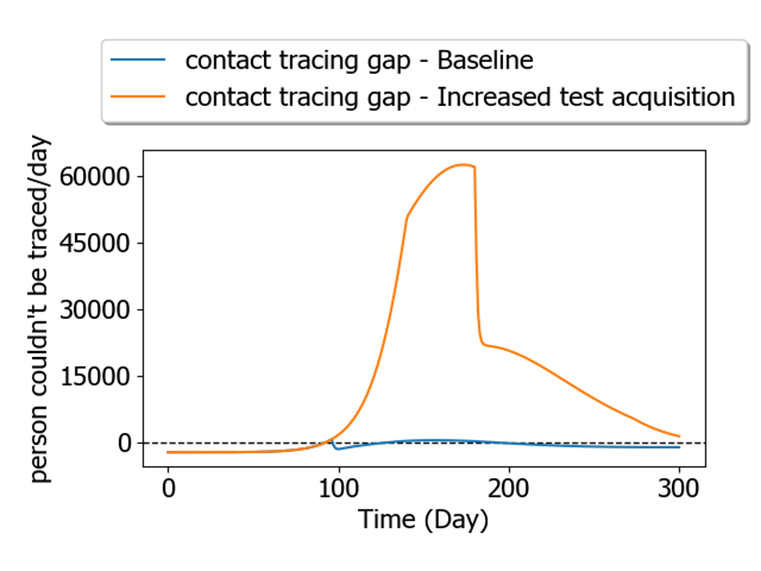 contact tracing gap - Baseline
contact tracing gap - Increased test acquisition
person couldn't be traced/day
60000
45000
30000
15000
0
0 100 200 300
Time (Day)